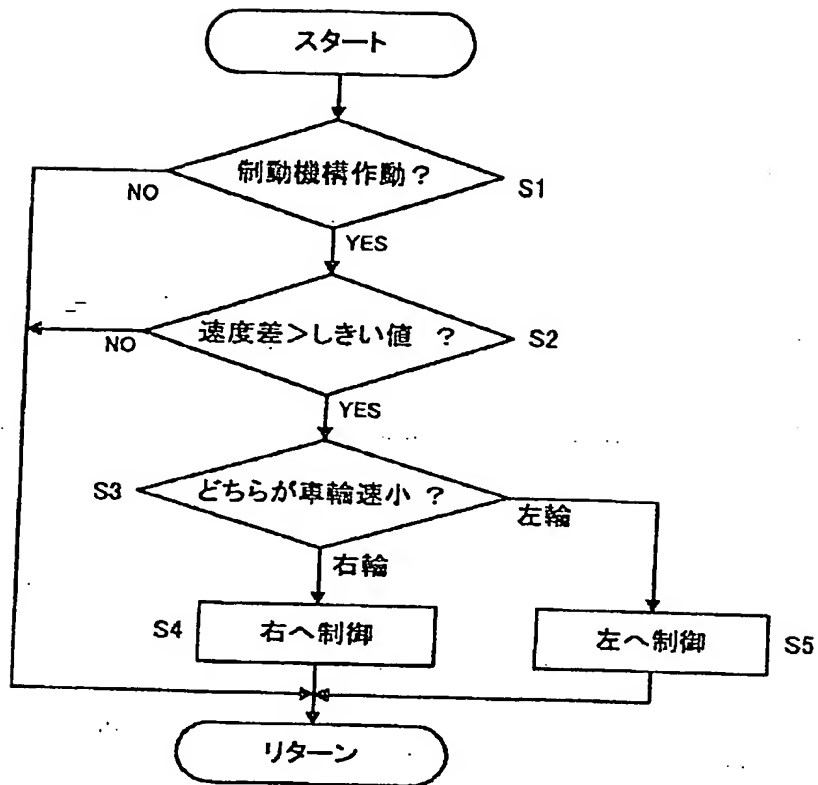 スタート
制動機構作動？
S1
NO
YES
速度差>しきい値 ？
S2
NO
YES
S3
どちらが車輪速小 ？
左輪
右輪
S4
右へ制御
左へ制御
S5
リターン